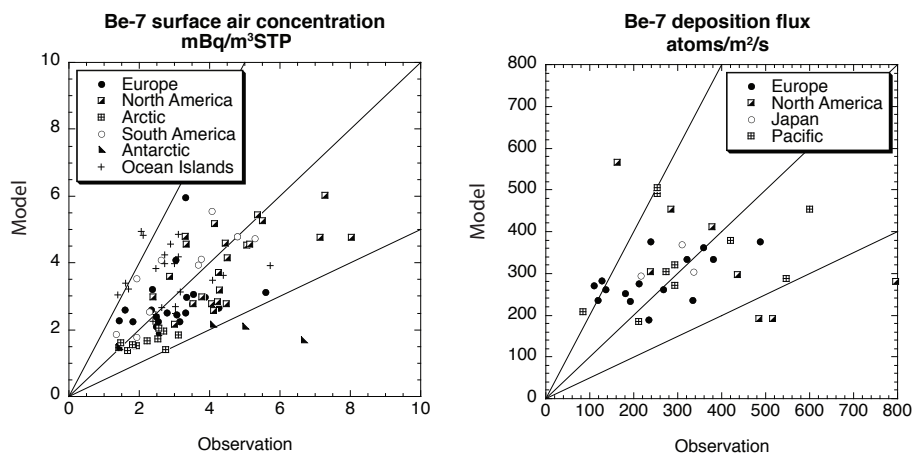 Be-7 surface air concentration
mBq/m³STP
10
8
6
4
2
0
Model
Europe
North America
Arctic
South America
Antarctic
Ocean Islands
0 2 4 6 8 10
Observation
Be-7 deposition flux
atoms/m²/s
800
700
600
500
400
300
200
100
0
Model
Europe
North America
Japan
Pacific
0 100 200 300 400 500 600 700 800
Observation